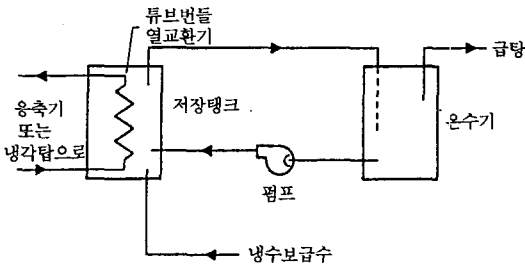 튜브번들
열교환기
급탕
응축기
또는
냉각탑으로
저장탱크
온수기
펌프
냉수보급수